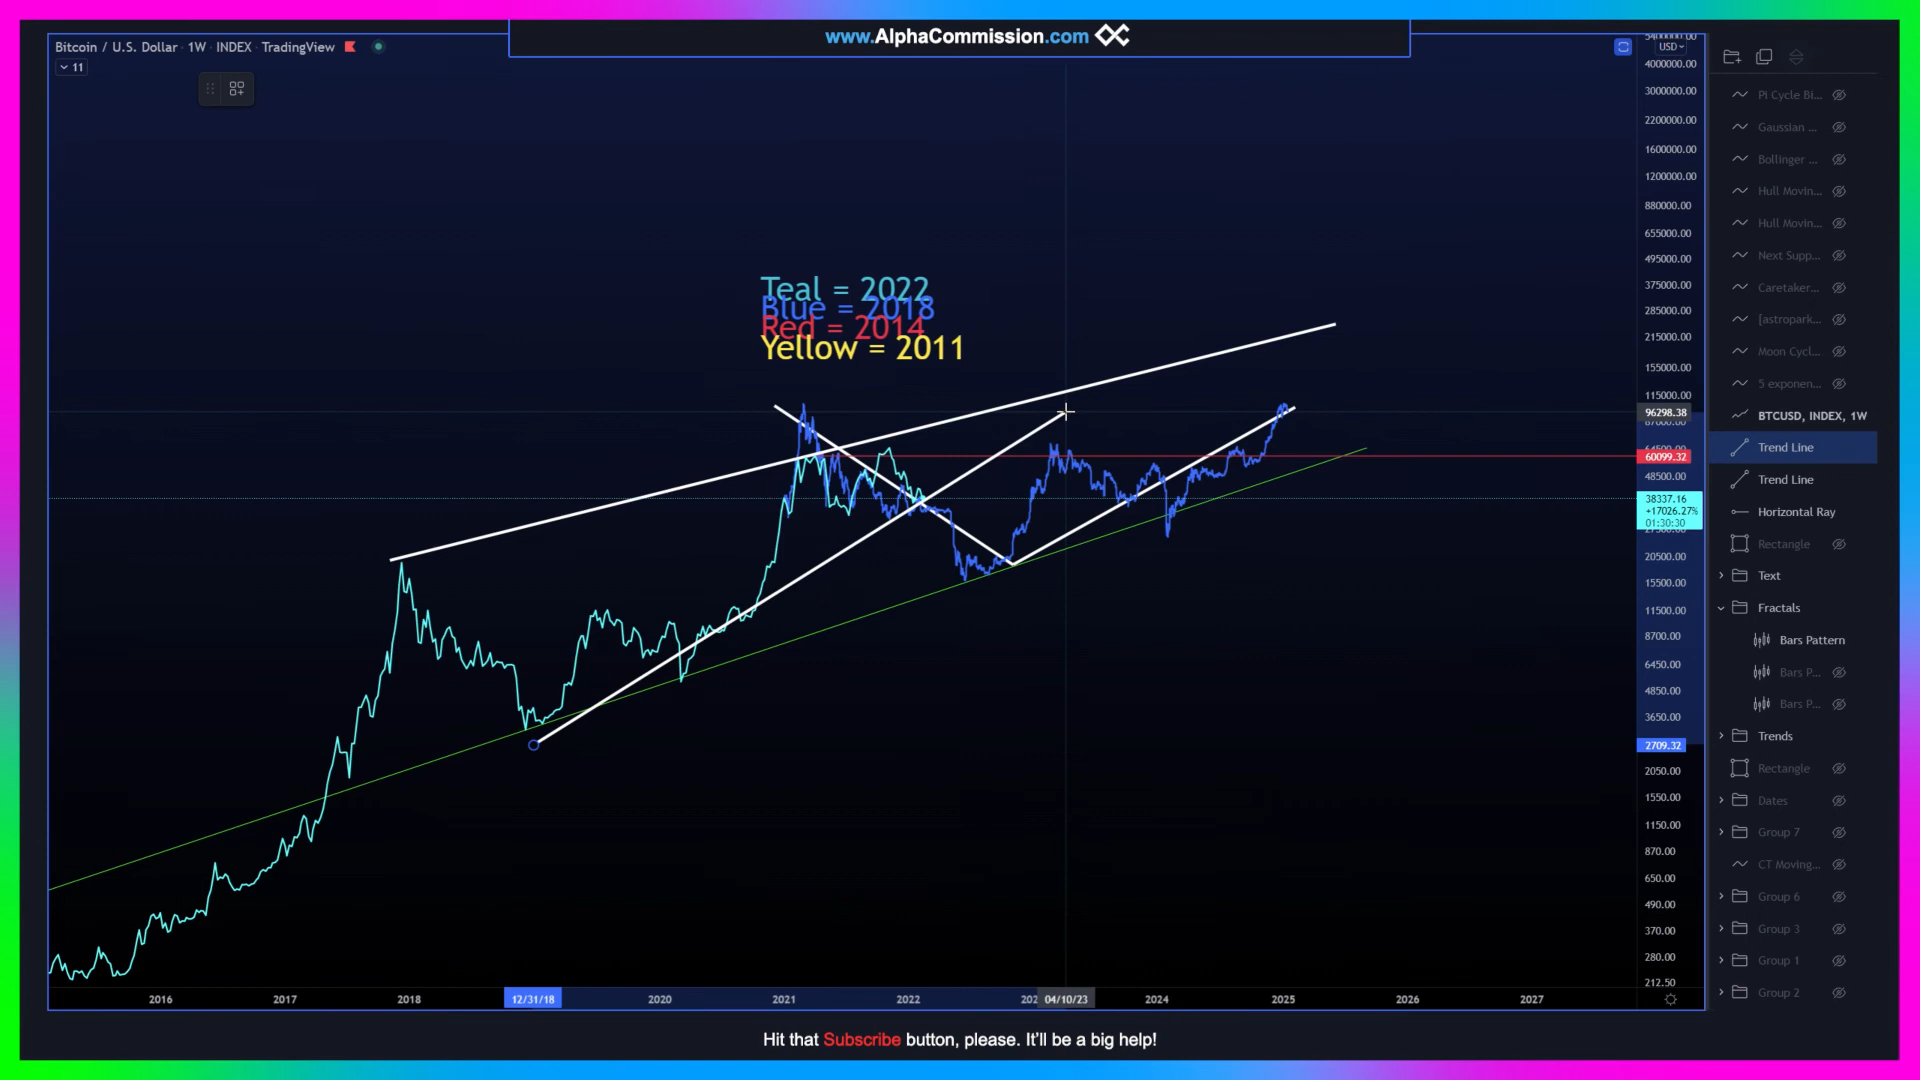 www.AlphaCommission.com
Bitcoin / U.S. Dollar · 1W · INDEX · TradingView
11
USD
4000000.00
3000000.00
2200000.00
1600000.00
1200000.00
880000.00
655000.00
495000.00
375000.00
285000.00
215000.00
155000.00
115000.00
96298.38
60099.32
48500.00
38337.16
+17026.27%
01:30:30
20500.00
15500.00
11500.00
8700.00
6450.00
4850.00
3650.00
2709.32
2050.00
1550.00
1150.00
870.00
650.00
490.00
370.00
280.00
212.50
Teal = 2022
Blue = 2018
Red = 2014
Yellow = 2011
2016
2017
2018
12/31/18
2020
2021
2022
04/10/23
2024
2025
2026
2027
Pi Cycle Bi...
Gaussian ...
Bollinger ...
Hull Movin...
Hull Movin...
Next Supp...
Caretaker...
[astropark...
Moon Cycl...
5 exponen...
BTCUSD, INDEX, 1W
Trend Line
Trend Line
Horizontal Ray
Rectangle
Text
Fractals
Bars Pattern
Bars P...
Bars P...
Trends
Rectangle
Dates
Group 7
CT Moving...
Group 6
Group 3
Group 1
Group 2
Hit that Subscribe button, please. It'll be a big help!